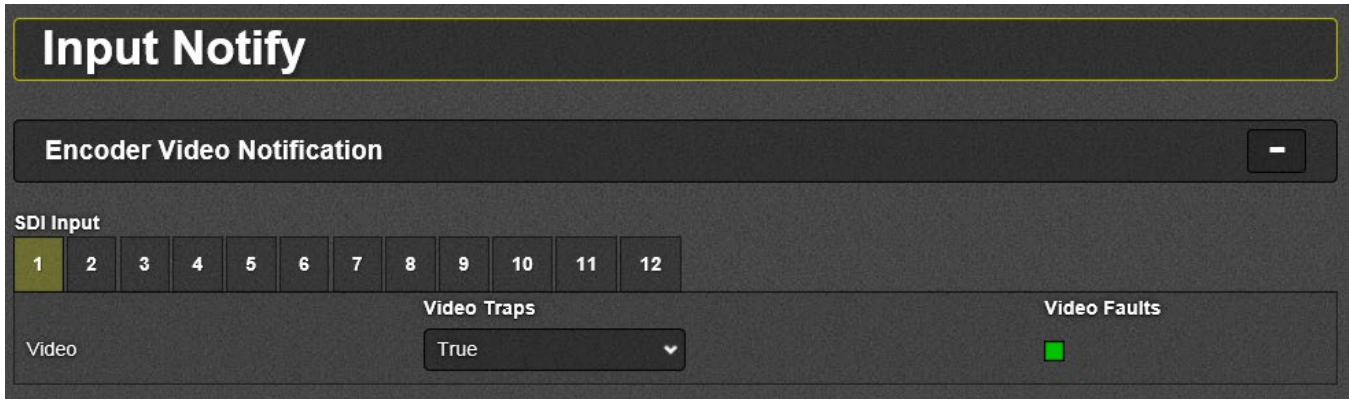 Input Notify
Encoder Video Notification
SDI Input
1 2 3 4 5 6 7 8 9 10 11 12
Video Traps Video Faults
Video True